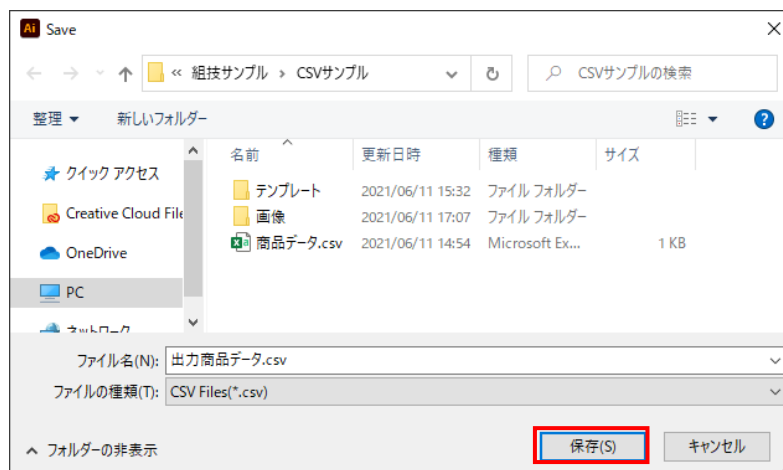 Ai Save
« 組技サンプル › CSVサンプル
CSVサンプルの検索
整理 新しいフォルダー
名前 更新日時 種類 サイズ
クイック アクセス
Creative Cloud File
OneDrive
PC
ネットワーク
テンプレート 2021/06/11 15:32 ファイル フォルダー
画像 2021/06/11 17:07 ファイル フォルダー
商品データ.csv 2021/06/11 14:54 Microsoft Ex... 1 KB
ファイル名(N): 出力商品データ.csv
ファイルの種類(T): CSV Files(*.csv)
フォルダーの非表示 保存(S) キャンセル